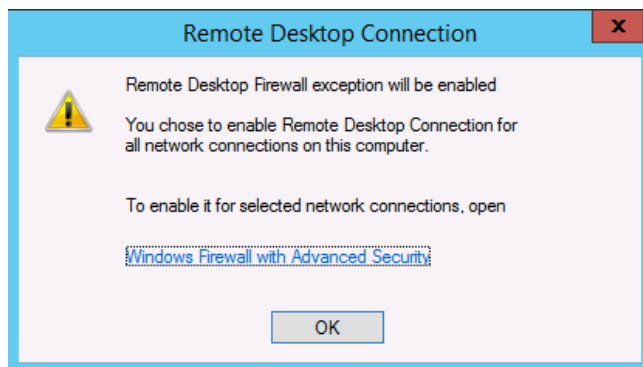 Remote Desktop Connection
x
Remote Desktop Firewall exception will be enabled
You chose to enable Remote Desktop Connection for
all network connections on this computer.
To enable it for selected network connections, open
Windows Firewall with Advanced Security
OK